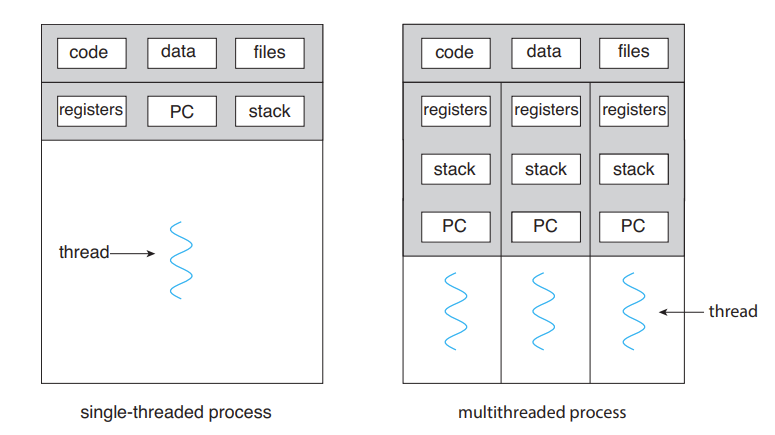 code data files
registers PC stack
thread
single-threaded process
code data files
registers registers registers
stack stack stack
PC PC PC
thread
multithreaded process